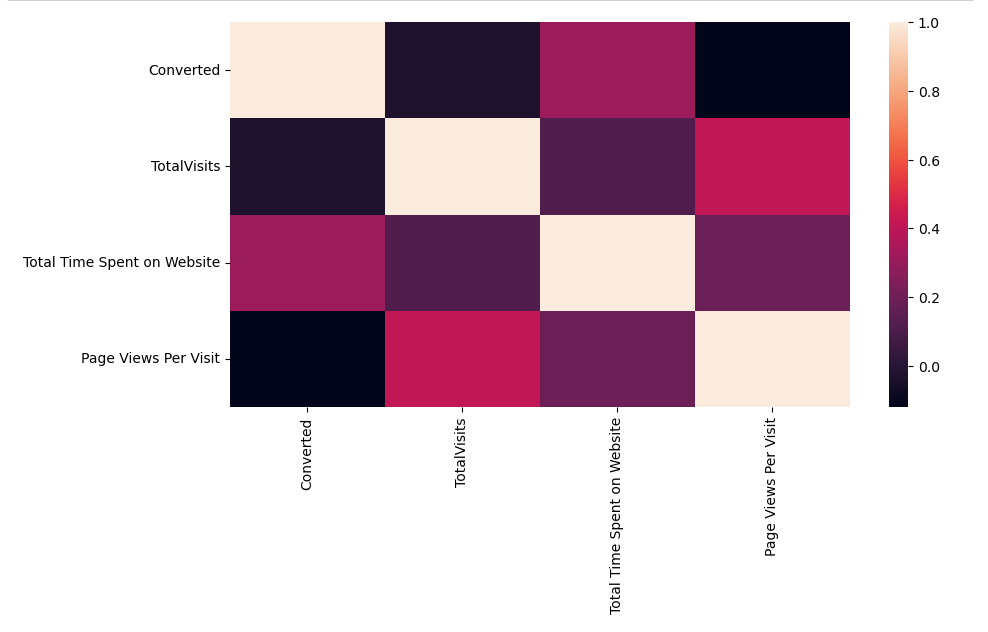 Converted
TotalVisits
Total Time Spent on Website
Page Views Per Visit
Converted
TotalVisits
Total Time Spent on Website
Page Views Per Visit
1.0
0.8
0.6
0.4
0.2
0.0